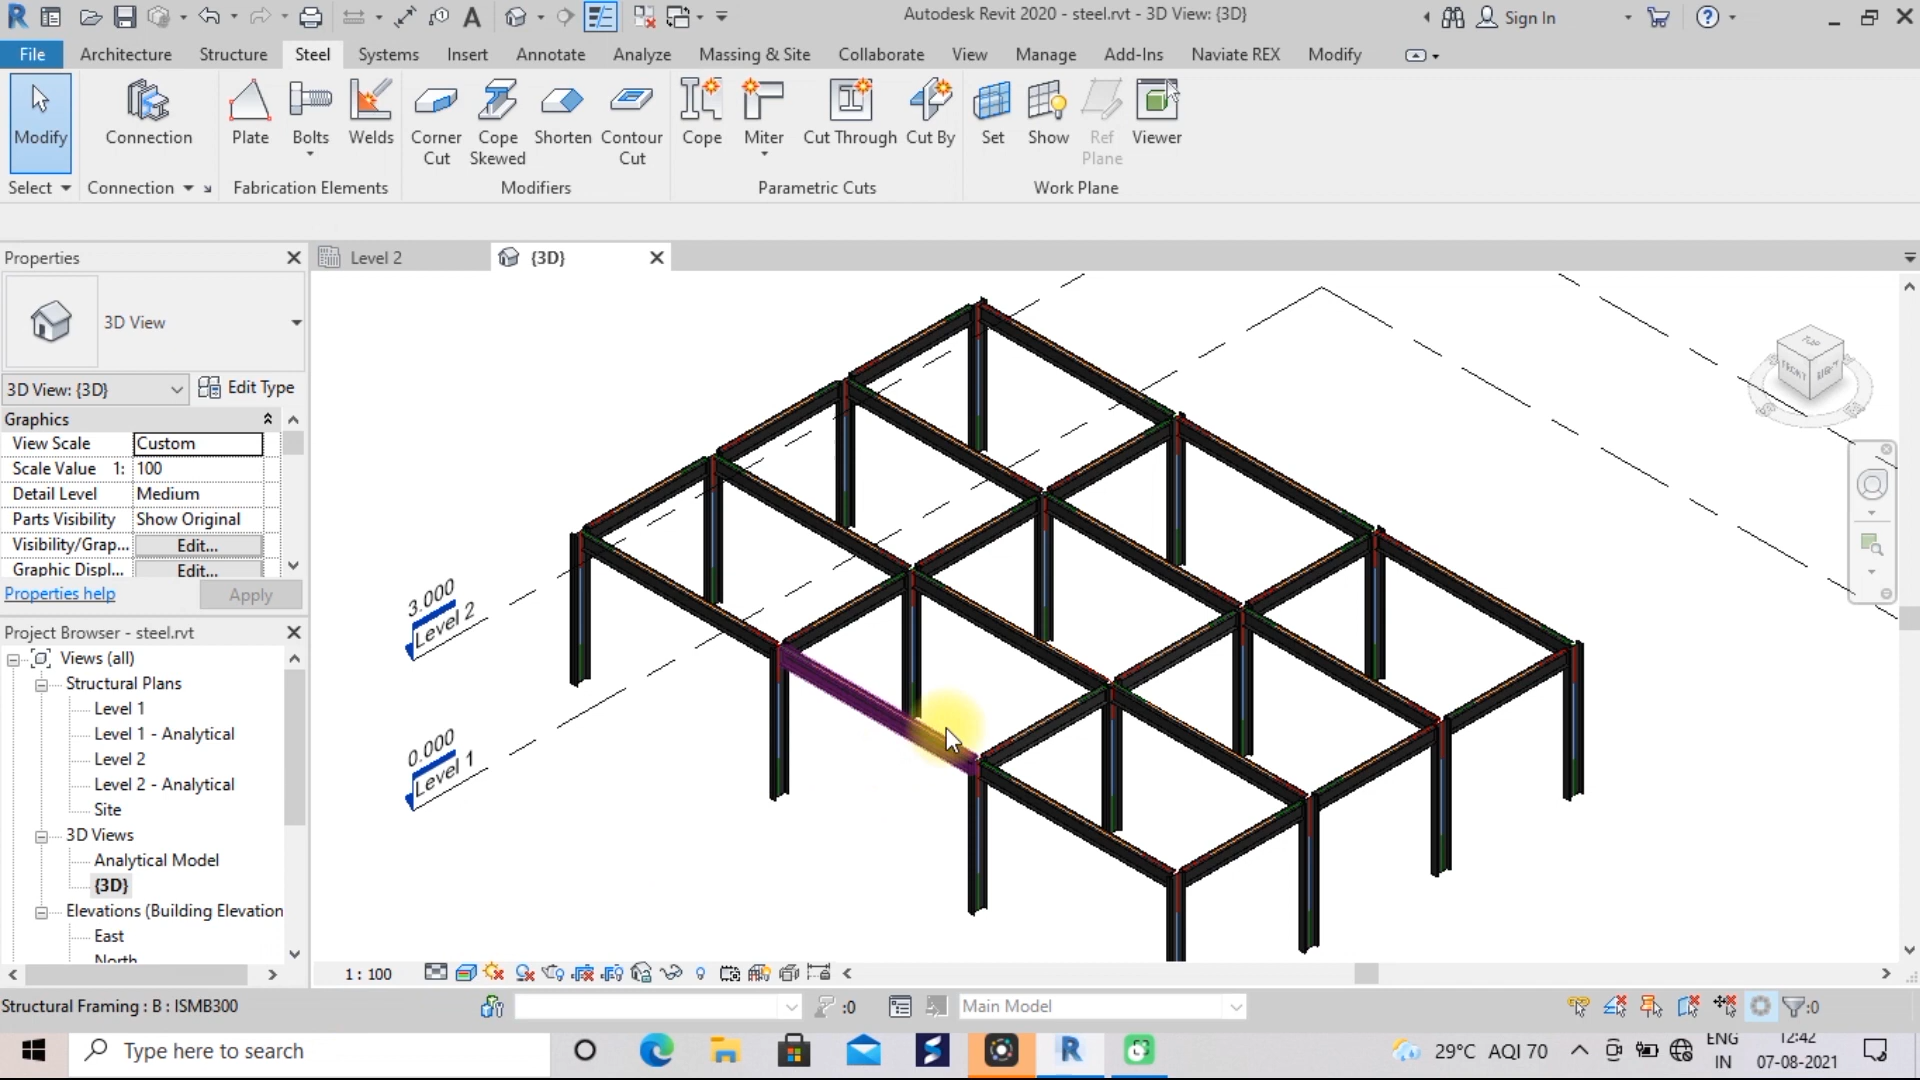 Autodesk Revit 2020 - steel.rvt - 3D View: {3D}
Sign In
File Architecture Structure Steel Systems Insert Annotate Analyze Massing & Site Collaborate View Manage Add-Ins Naviate REX Modify
Modify
Connection
Plate
Bolts
Welds
Corner Cut
Cope Skewed
Shorten
Contour Cut
Cope
Miter
Cut Through
Cut By
Set
Show
Ref Plane
Viewer
Select
Connection
Fabrication Elements
Modifiers
Parametric Cuts
Work Plane
Properties
Level 2
{3D}
3D View
3D View: {3D}
Edit Type
Graphics
View Scale Custom
Scale Value 1: 100
Detail Level Medium
Parts Visibility Show Original
Visibility/Grap... Edit...
Graphic Displ... Edit...
Properties help
Apply
Project Browser - steel.rvt
Views (all)
Structural Plans
Level 1
Level 1 - Analytical
Level 2
Level 2 - Analytical
Site
3D Views
Analytical Model
{3D}
Elevations (Building Elevation
East
North
3.000
Level 2
0.000
Level 1
TOP
FRONT
RIGHT
1 : 100
Structural Framing : B : ISMB300
:0
Main Model
:0
Type here to search
29°C AQI 70
ENG
IN
12:42
07-08-2021